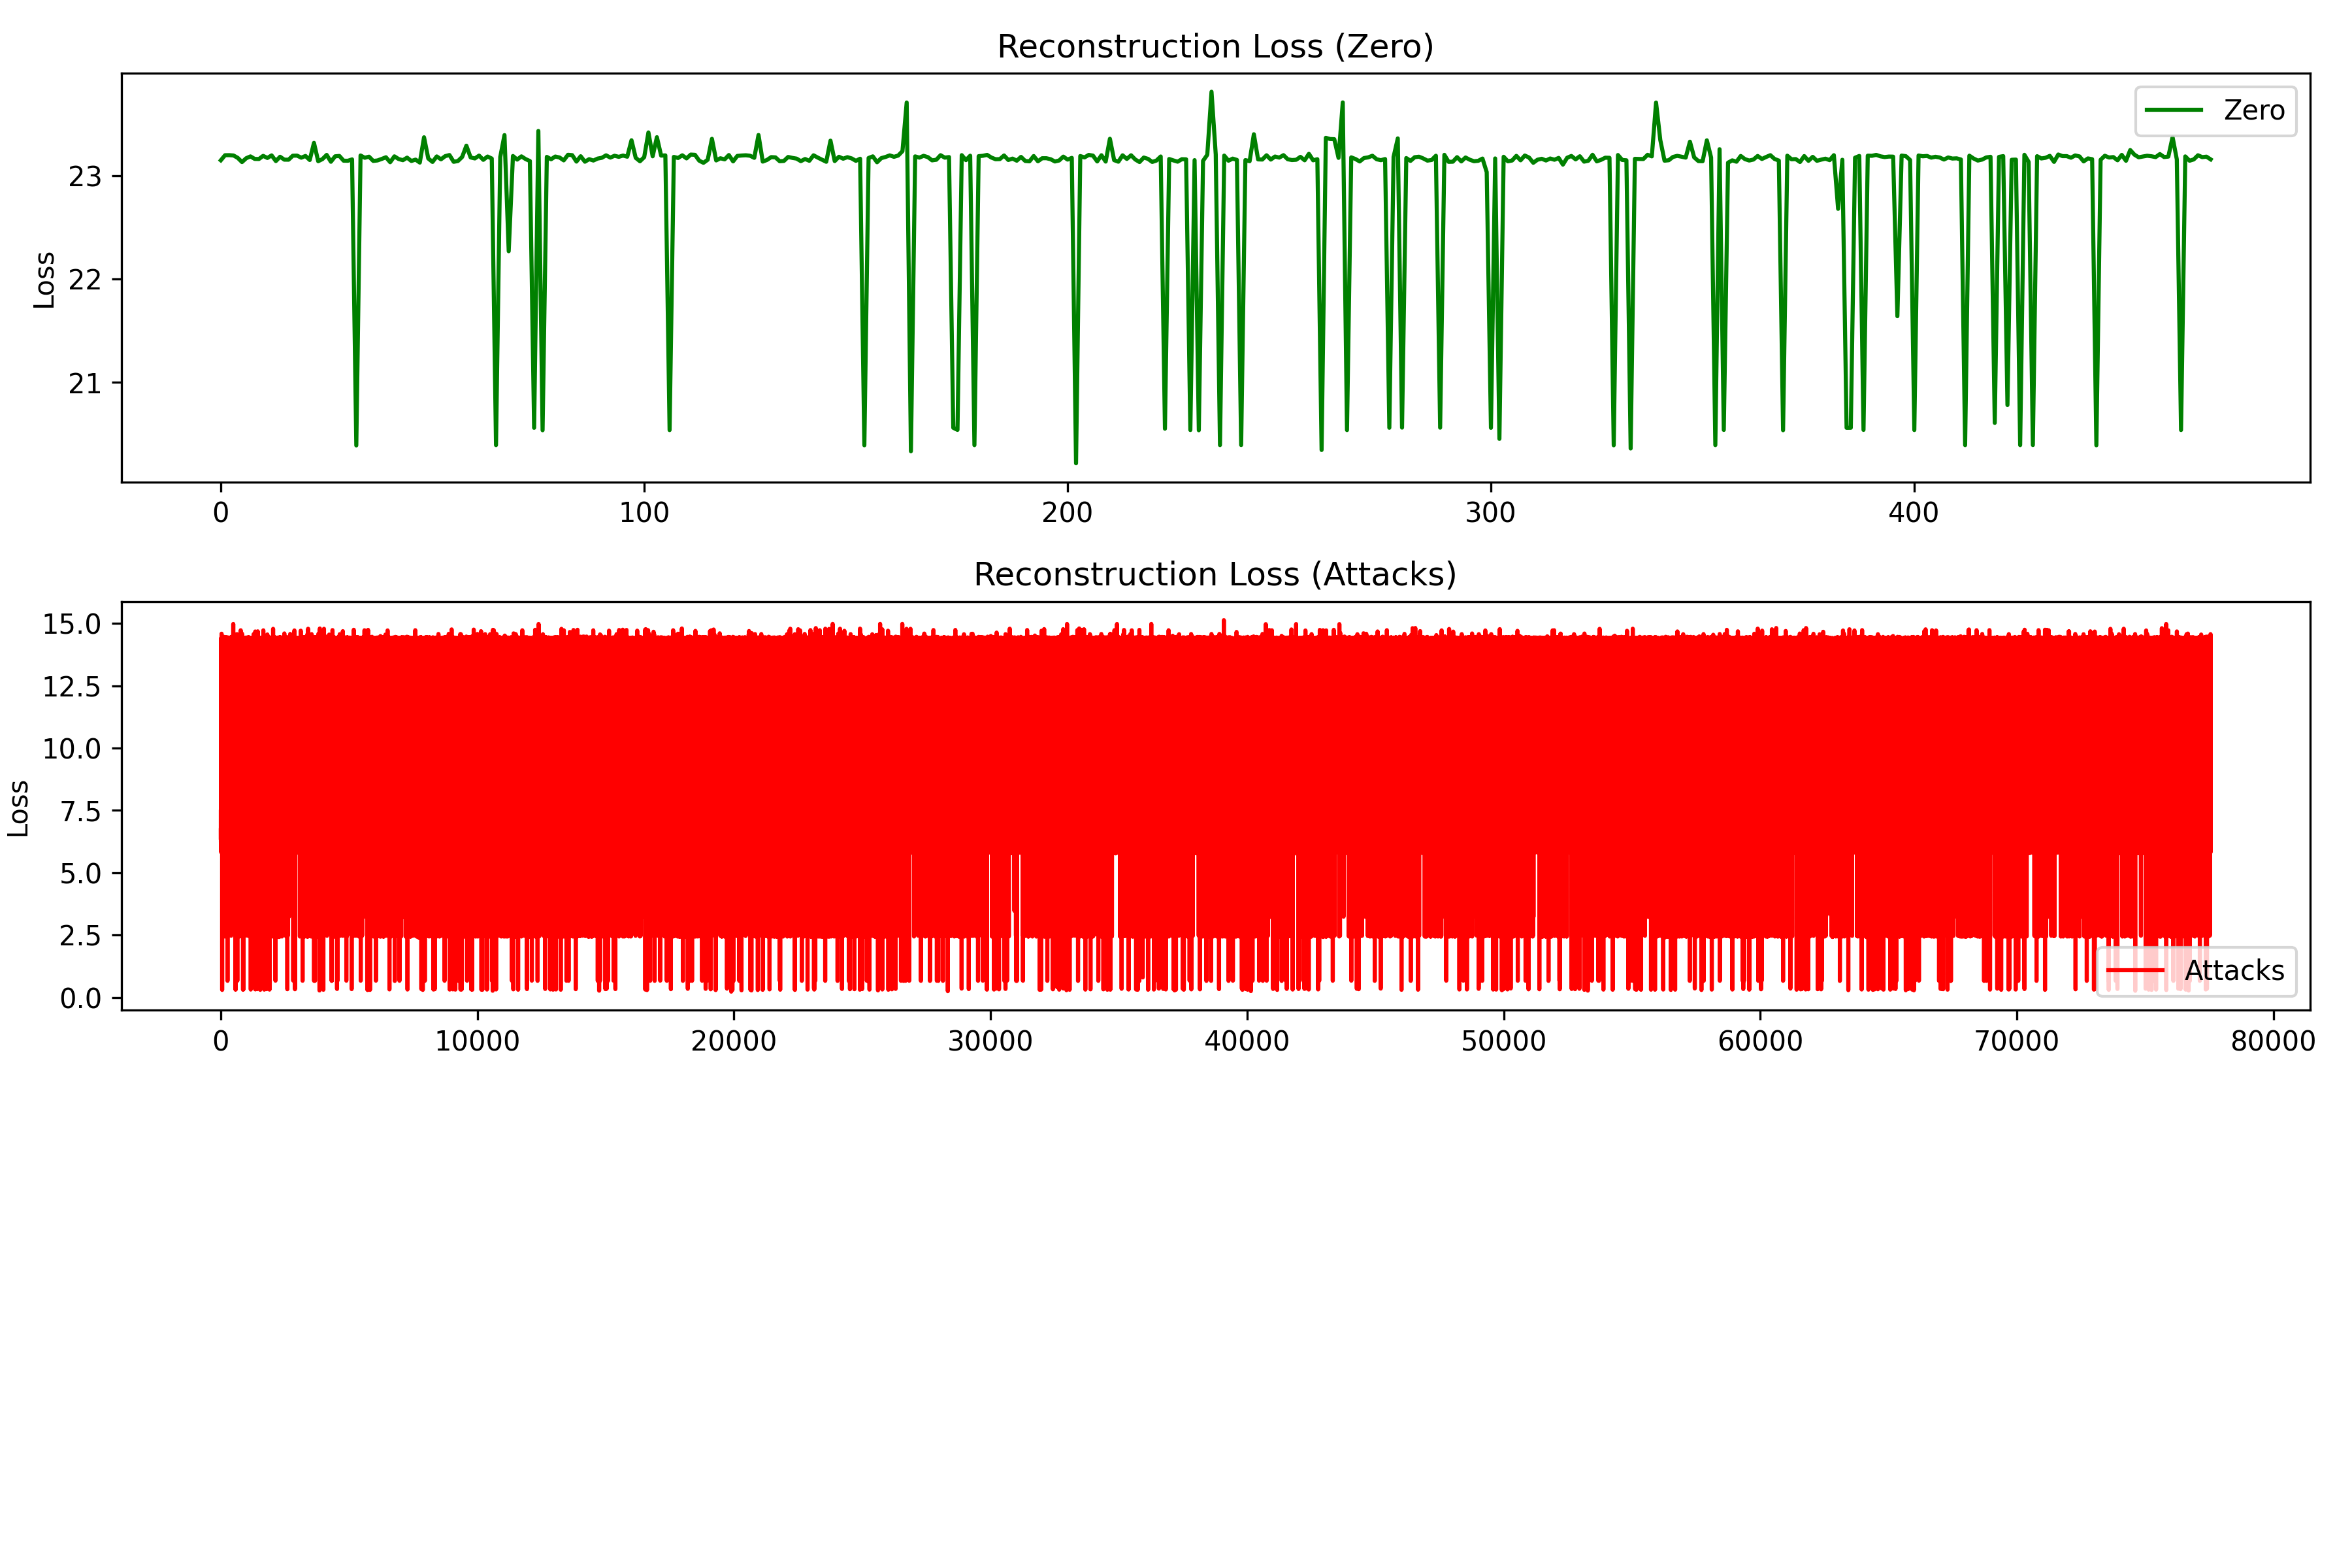 Reconstruction Loss (Zero)
Zero
23
22
21
Loss
0 100 200 300 400
Reconstruction Loss (Attacks)
15.0
12.5
10.0
7.5
5.0
2.5
0.0
Loss
Attacks
0 10000 20000 30000 40000 50000 60000 70000 80000